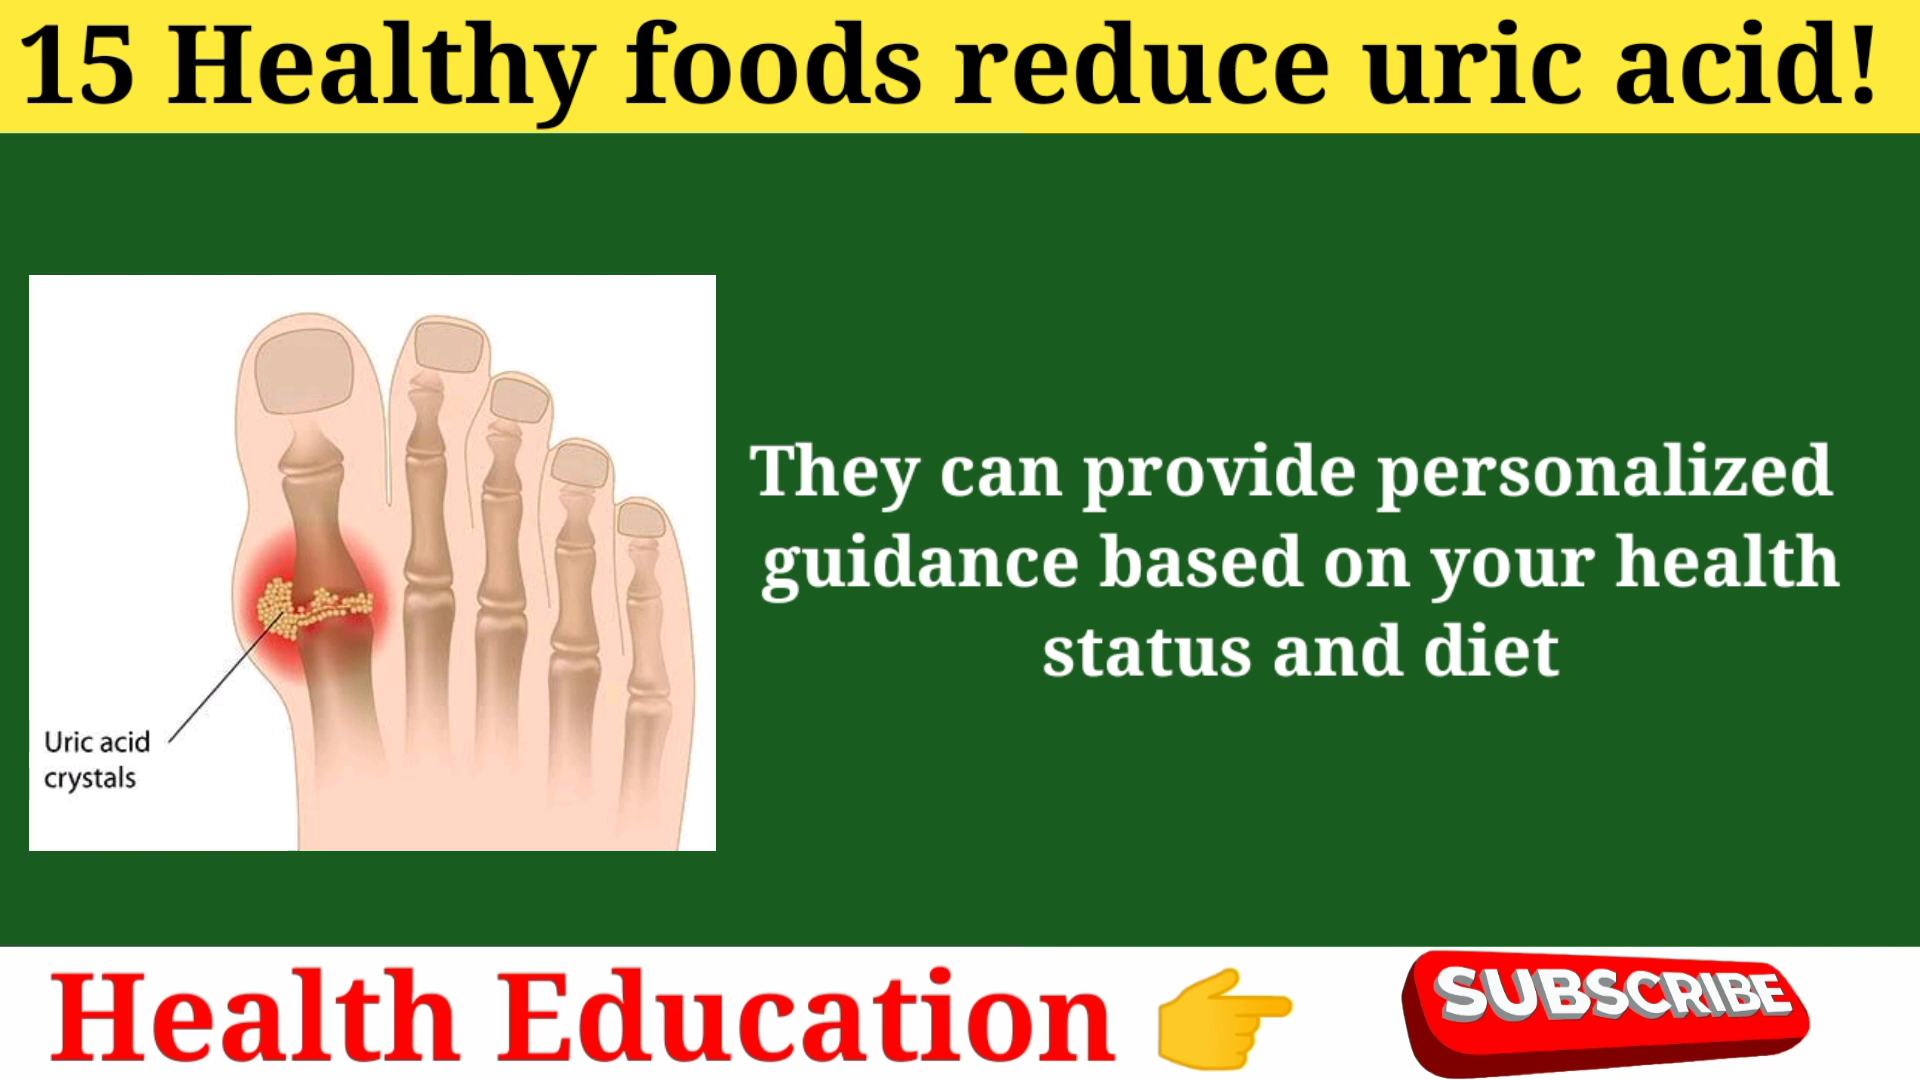 15 Healthy foods reduce uric acid!
They can provide personalized
guidance based on your health
status and diet
Uric acid
crystals
Health Education 👉
SUBSCRIBE